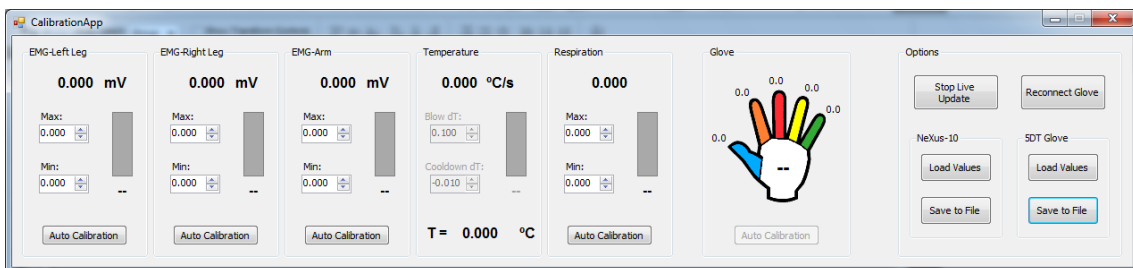 CalibrationApp
EMG-Left Leg
0.000 mV
Max:
0.000
Min:
0.000
--
Auto Calibration
EMG-Right Leg
0.000 mV
Max:
0.000
Min:
0.000
--
Auto Calibration
EMG-Arm
0.000 mV
Max:
0.000
Min:
0.000
--
Auto Calibration
Temperature
0.000 ºC/s
Blow dT:
0.100
Cooldown dT:
-0.010
--
T = 0.000 ºC
Respiration
0.000
Max:
0.000
Min:
0.000
--
Auto Calibration
Glove
0.0
0.0
0.0
0.0
0.0
--
Auto Calibration
Options
Stop Live
Update
Reconnect Glove
NeXus-10
Load Values
Save to File
5DT Glove
Load Values
Save to File